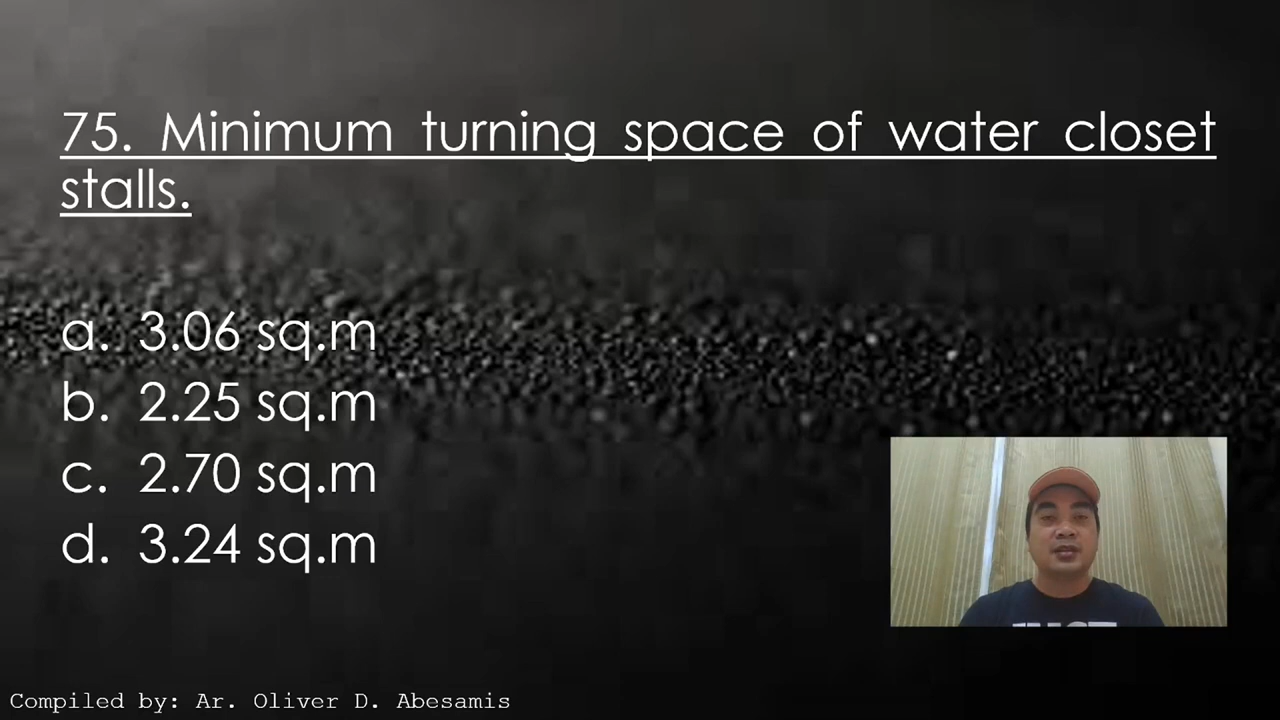 75. Minimum turning space of water closet
stalls.
a. 3.06 sq.m
b. 2.25 sq.m
c. 2.70 sq.m
d. 3.24 sq.m
Compiled by: Ar. Oliver D. Abesamis